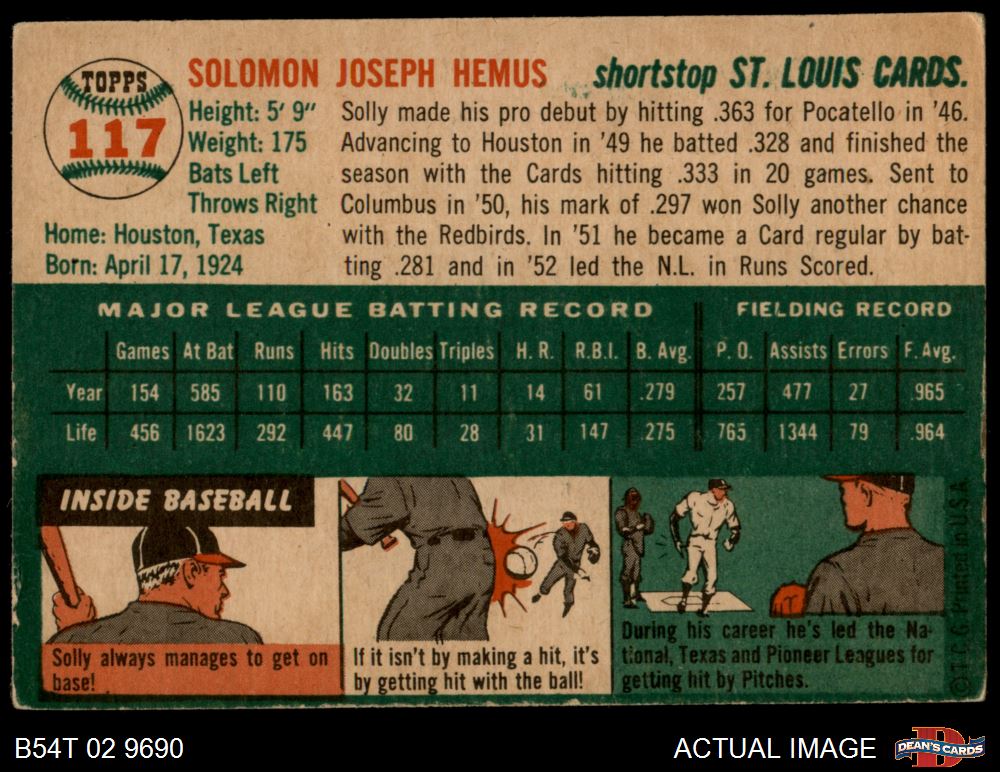 TOPPS
117
SOLOMON JOSEPH HEMUS
shortstop ST. LOUIS CARDS.
Height: 5' 9"
Weight: 175
Bats Left
Throws Right
Home: Houston, Texas
Born: April 17, 1924
Solly made his pro debut by hitting .363 for Pocatello in '46.
Advancing to Houston in '49 he batted .328 and finished the
season with the Cards hitting .333 in 20 games. Sent to
Columbus in '50, his mark of .297 won Solly another chance
with the Redbirds. In '51 he became a Card regular by bat-
ting .281 and in '52 led the N.L. in Runs Scored.
MAJOR LEAGUE BATTING RECORD FIELDING RECORD
Games At Bat Runs Hits Doubles Triples H. R. R.B.I. B. Avg. P. O. Assists Errors F. Avg.
Year 154 585 110 163 32 11 14 61 .279 257 477 27 .965
Life 456 1623 292 447 80 28 31 147 .275 765 1344 79 .964
INSIDE BASEBALL
Solly always manages to get on
base!
If it isn't by making a hit, it's
by getting hit with the ball!
During his career he's led the Na-
tional, Texas and Pioneer Leagues for
getting hit by Pitches.
© T. C. G. Printed in U.S.A.
B54T 02 9690
ACTUAL IMAGE
D
DEAN'S CARDS